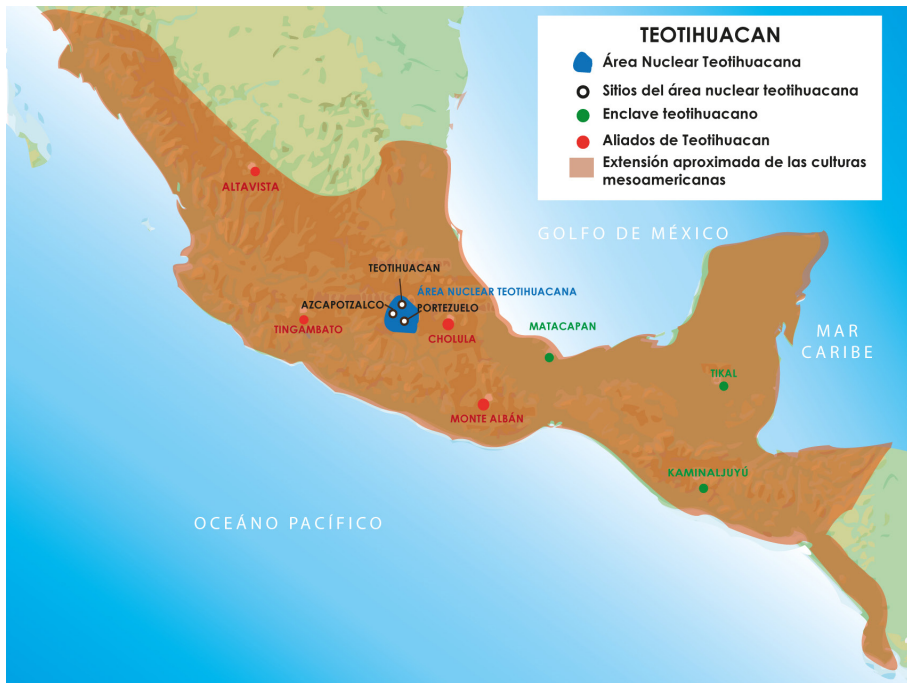 TEOTIHUACAN
Área Nuclear Teotihuacana
Sitios del área nuclear teotihuacana
Enclave teotihuacano
Aliados de Teotihuacan
Extensión aproximada de las culturas
mesoamericanas
ALTAVISTA
GOLFO DE MÉXICO
TEOTIHUACAN
ÁREA NUCLEAR TEOTIHUACANA
AZCAPOTZALCO
PORTEZUELO
TINGAMBATO
CHOLULA
MATACAPAN
MAR
CARIBE
TIKAL
MONTE ALBÁN
KAMINALJUYÚ
OCEÁNO PACÍFICO